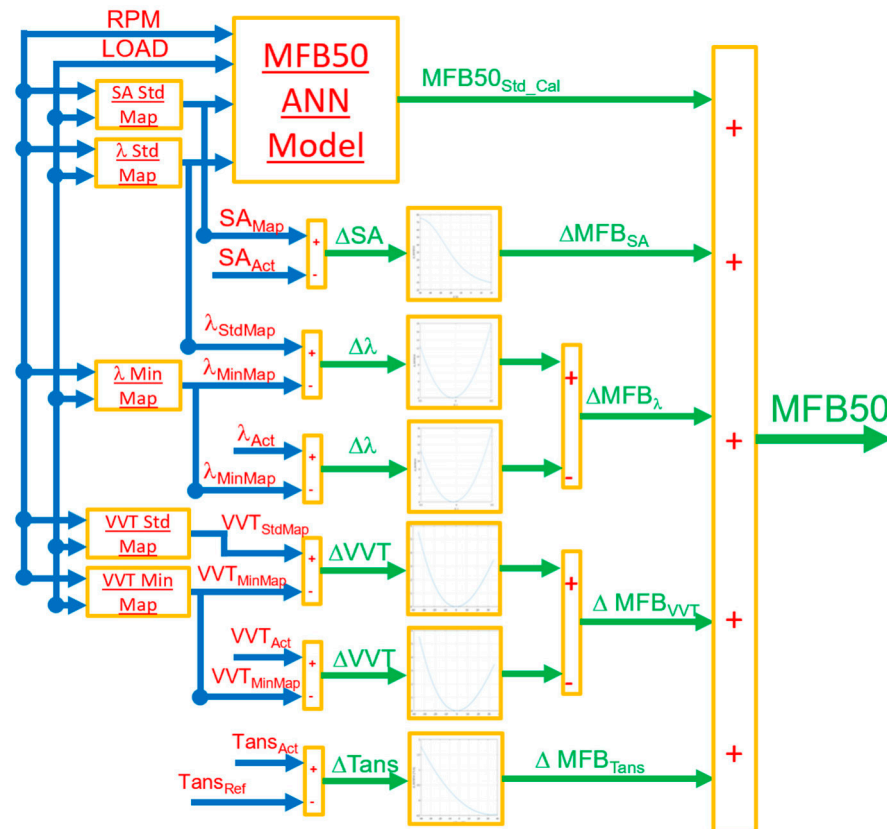 RPM
LOAD
MFB50
ANN
Model
MFB50Std_Cal
SA Std
Map
λ Std
Map
+
SAMap
+
ΔSA
ΔMFBSA
SAAct
-
+
λStdMap
+
Δλ
λ Min
Map
λMinMap
-
+
ΔMFBλ
MFB50
λAct
+
Δλ
+
λMinMap
-
-
VVT Std
Map
VVTStdMap
+
ΔVVT
VVT Min
Map
VVTMinMap
-
+
Δ MFBVVT
+
VVTAct
+
ΔVVT
VVTMinMap
-
-
TansAct
+
ΔTans
Δ MFBTans
+
TansRef
-